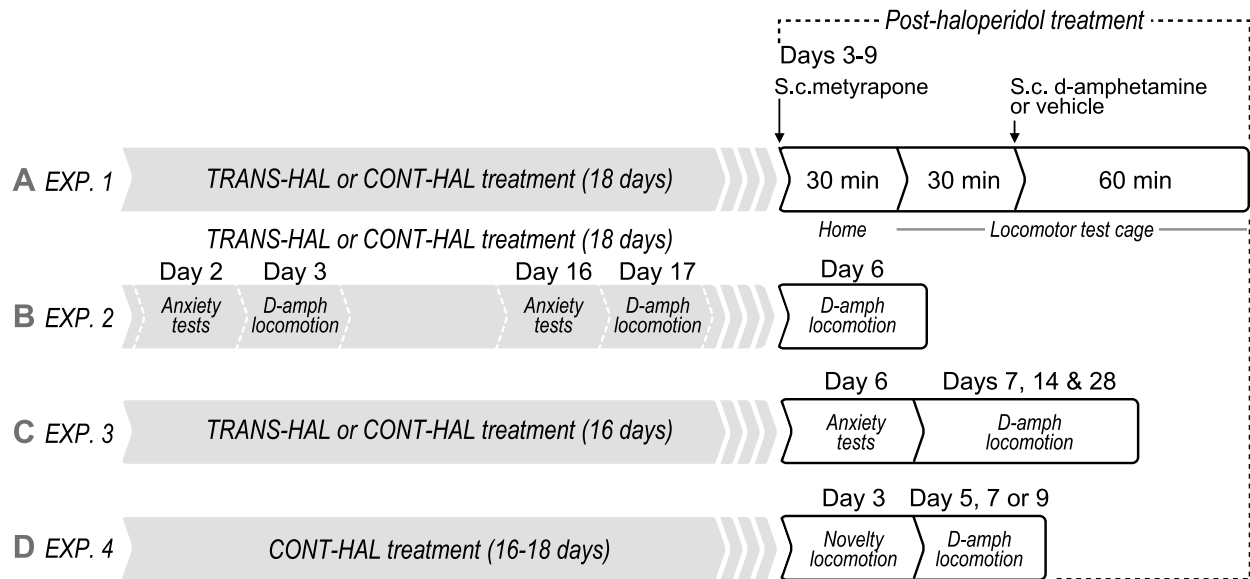 Post-haloperidol treatment
Days 3-9
S.c.metyrapone
S.c. d-amphetamine
or vehicle
A EXP. 1
TRANS-HAL or CONT-HAL treatment (18 days)
30 min
30 min
60 min
Home
Locomotor test cage
TRANS-HAL or CONT-HAL treatment (18 days)
Day 2
Day 3
Day 16
Day 17
Day 6
B EXP. 2
Anxiety
tests
D-amph
locomotion
Anxiety
tests
D-amph
locomotion
D-amph
locomotion
Day 6
Days 7, 14 & 28
C EXP. 3
TRANS-HAL or CONT-HAL treatment (16 days)
Anxiety
tests
D-amph
locomotion
Day 3
Day 5, 7 or 9
D EXP. 4
CONT-HAL treatment (16-18 days)
Novelty
locomotion
D-amph
locomotion